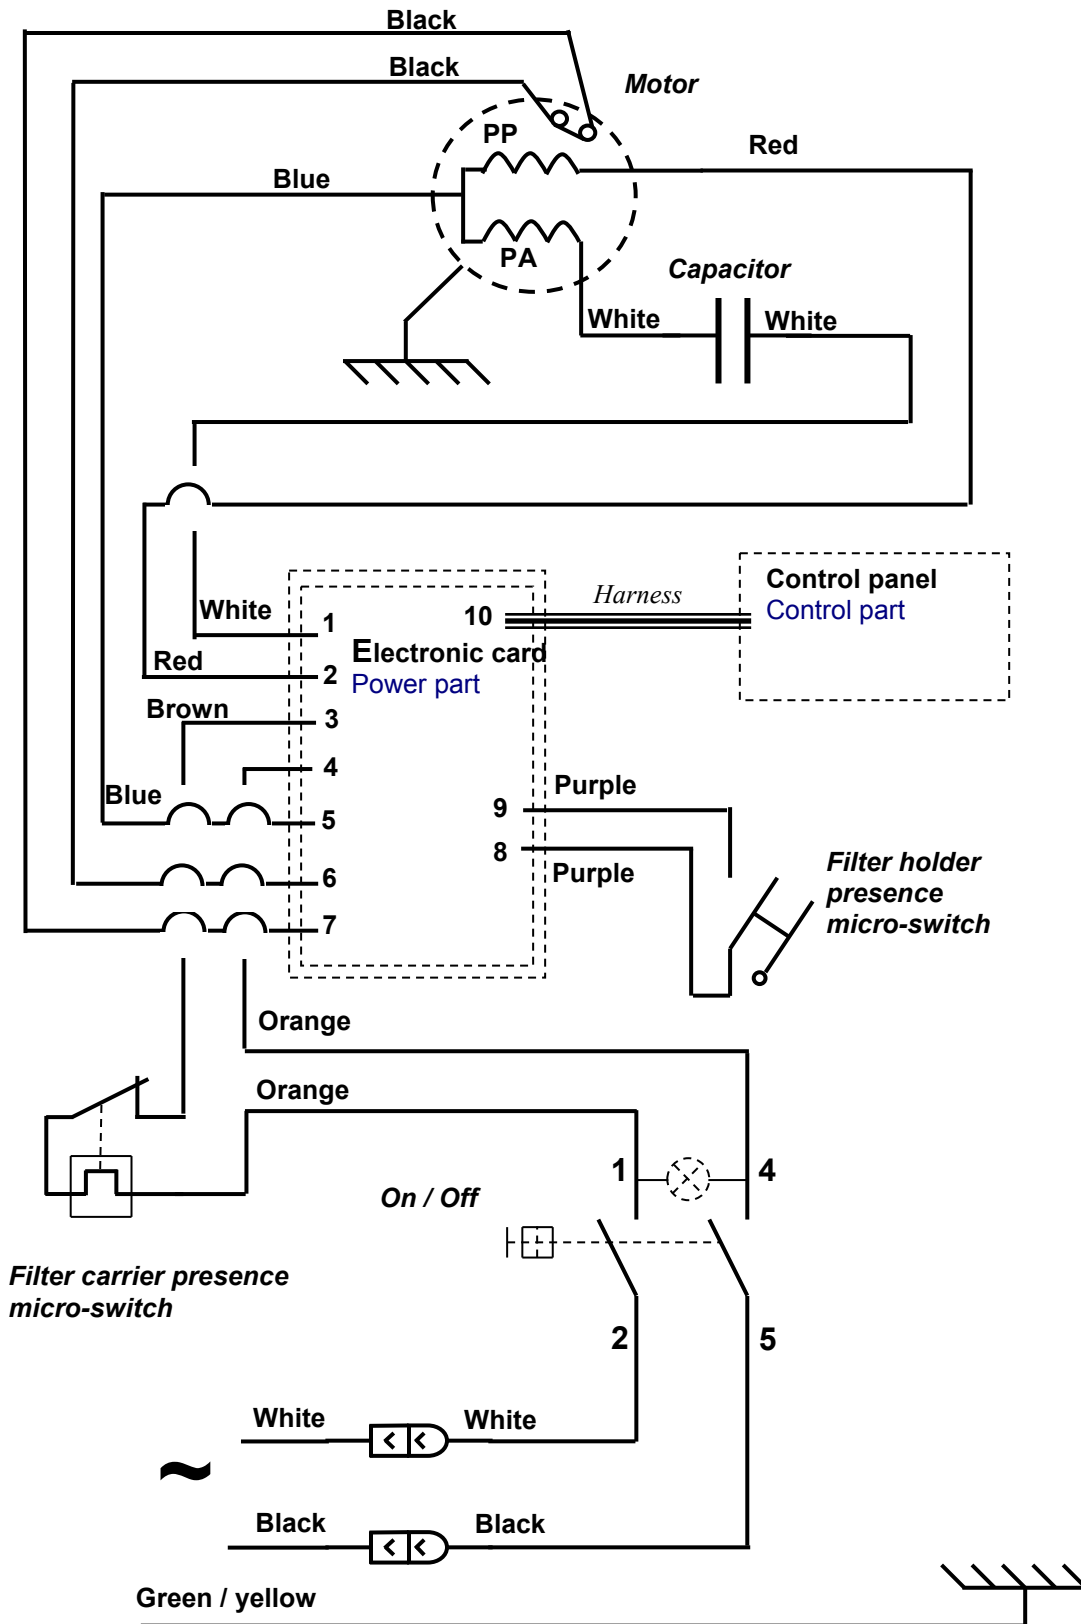 Black
Black
Motor
PP
Red
Blue
PA
Capacitor
White
White
Harness
Control panel
Control part
White
1
10
Electronic card
Power part
Red
2
Brown
3
4
Blue
5
9
Purple
8
Purple
6
7
Filter holder
presence
micro-switch
Orange
Orange
1
4
On / Off
Filter carrier presence
micro-switch
2
5
White
White
~
Black
Black
Green / yellow